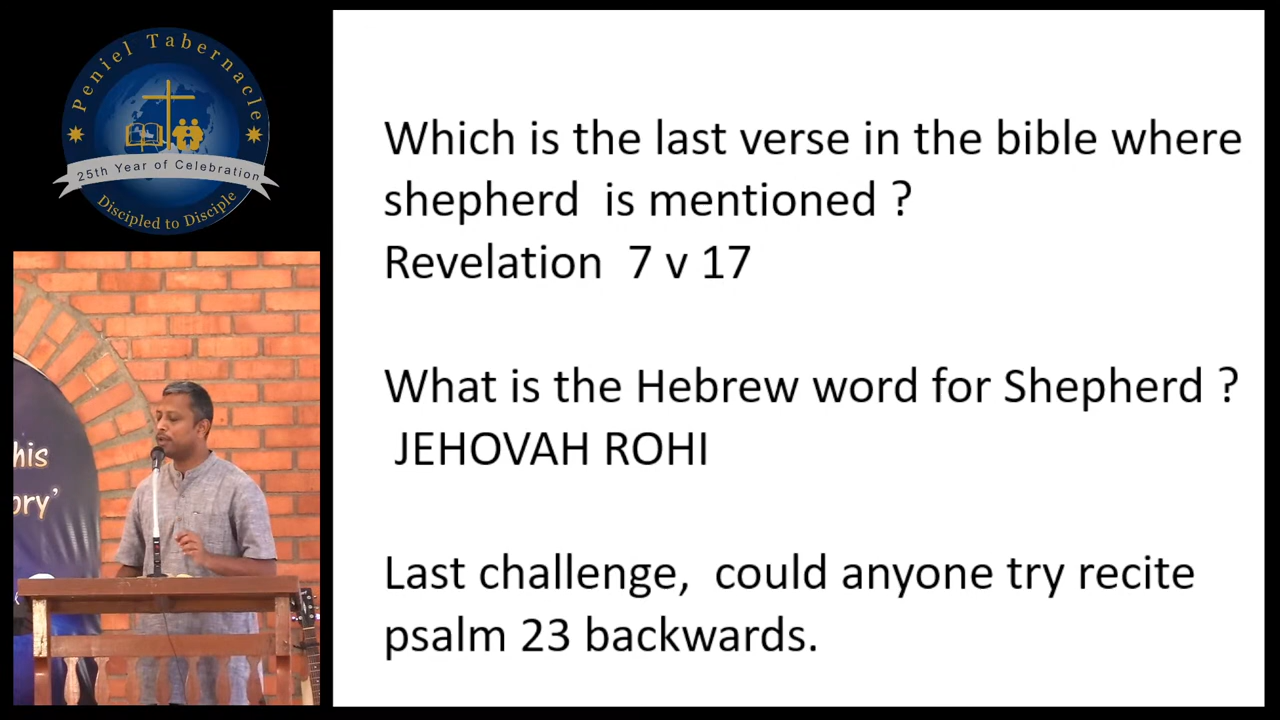 Peniel Tabernacle
25th Year of Celebration
Discipled to Disciple
his
ory'
Which is the last verse in the bible where
shepherd is mentioned ?
Revelation 7 v 17
What is the Hebrew word for Shepherd ?
JEHOVAH ROHI
Last challenge, could anyone try recite
psalm 23 backwards.